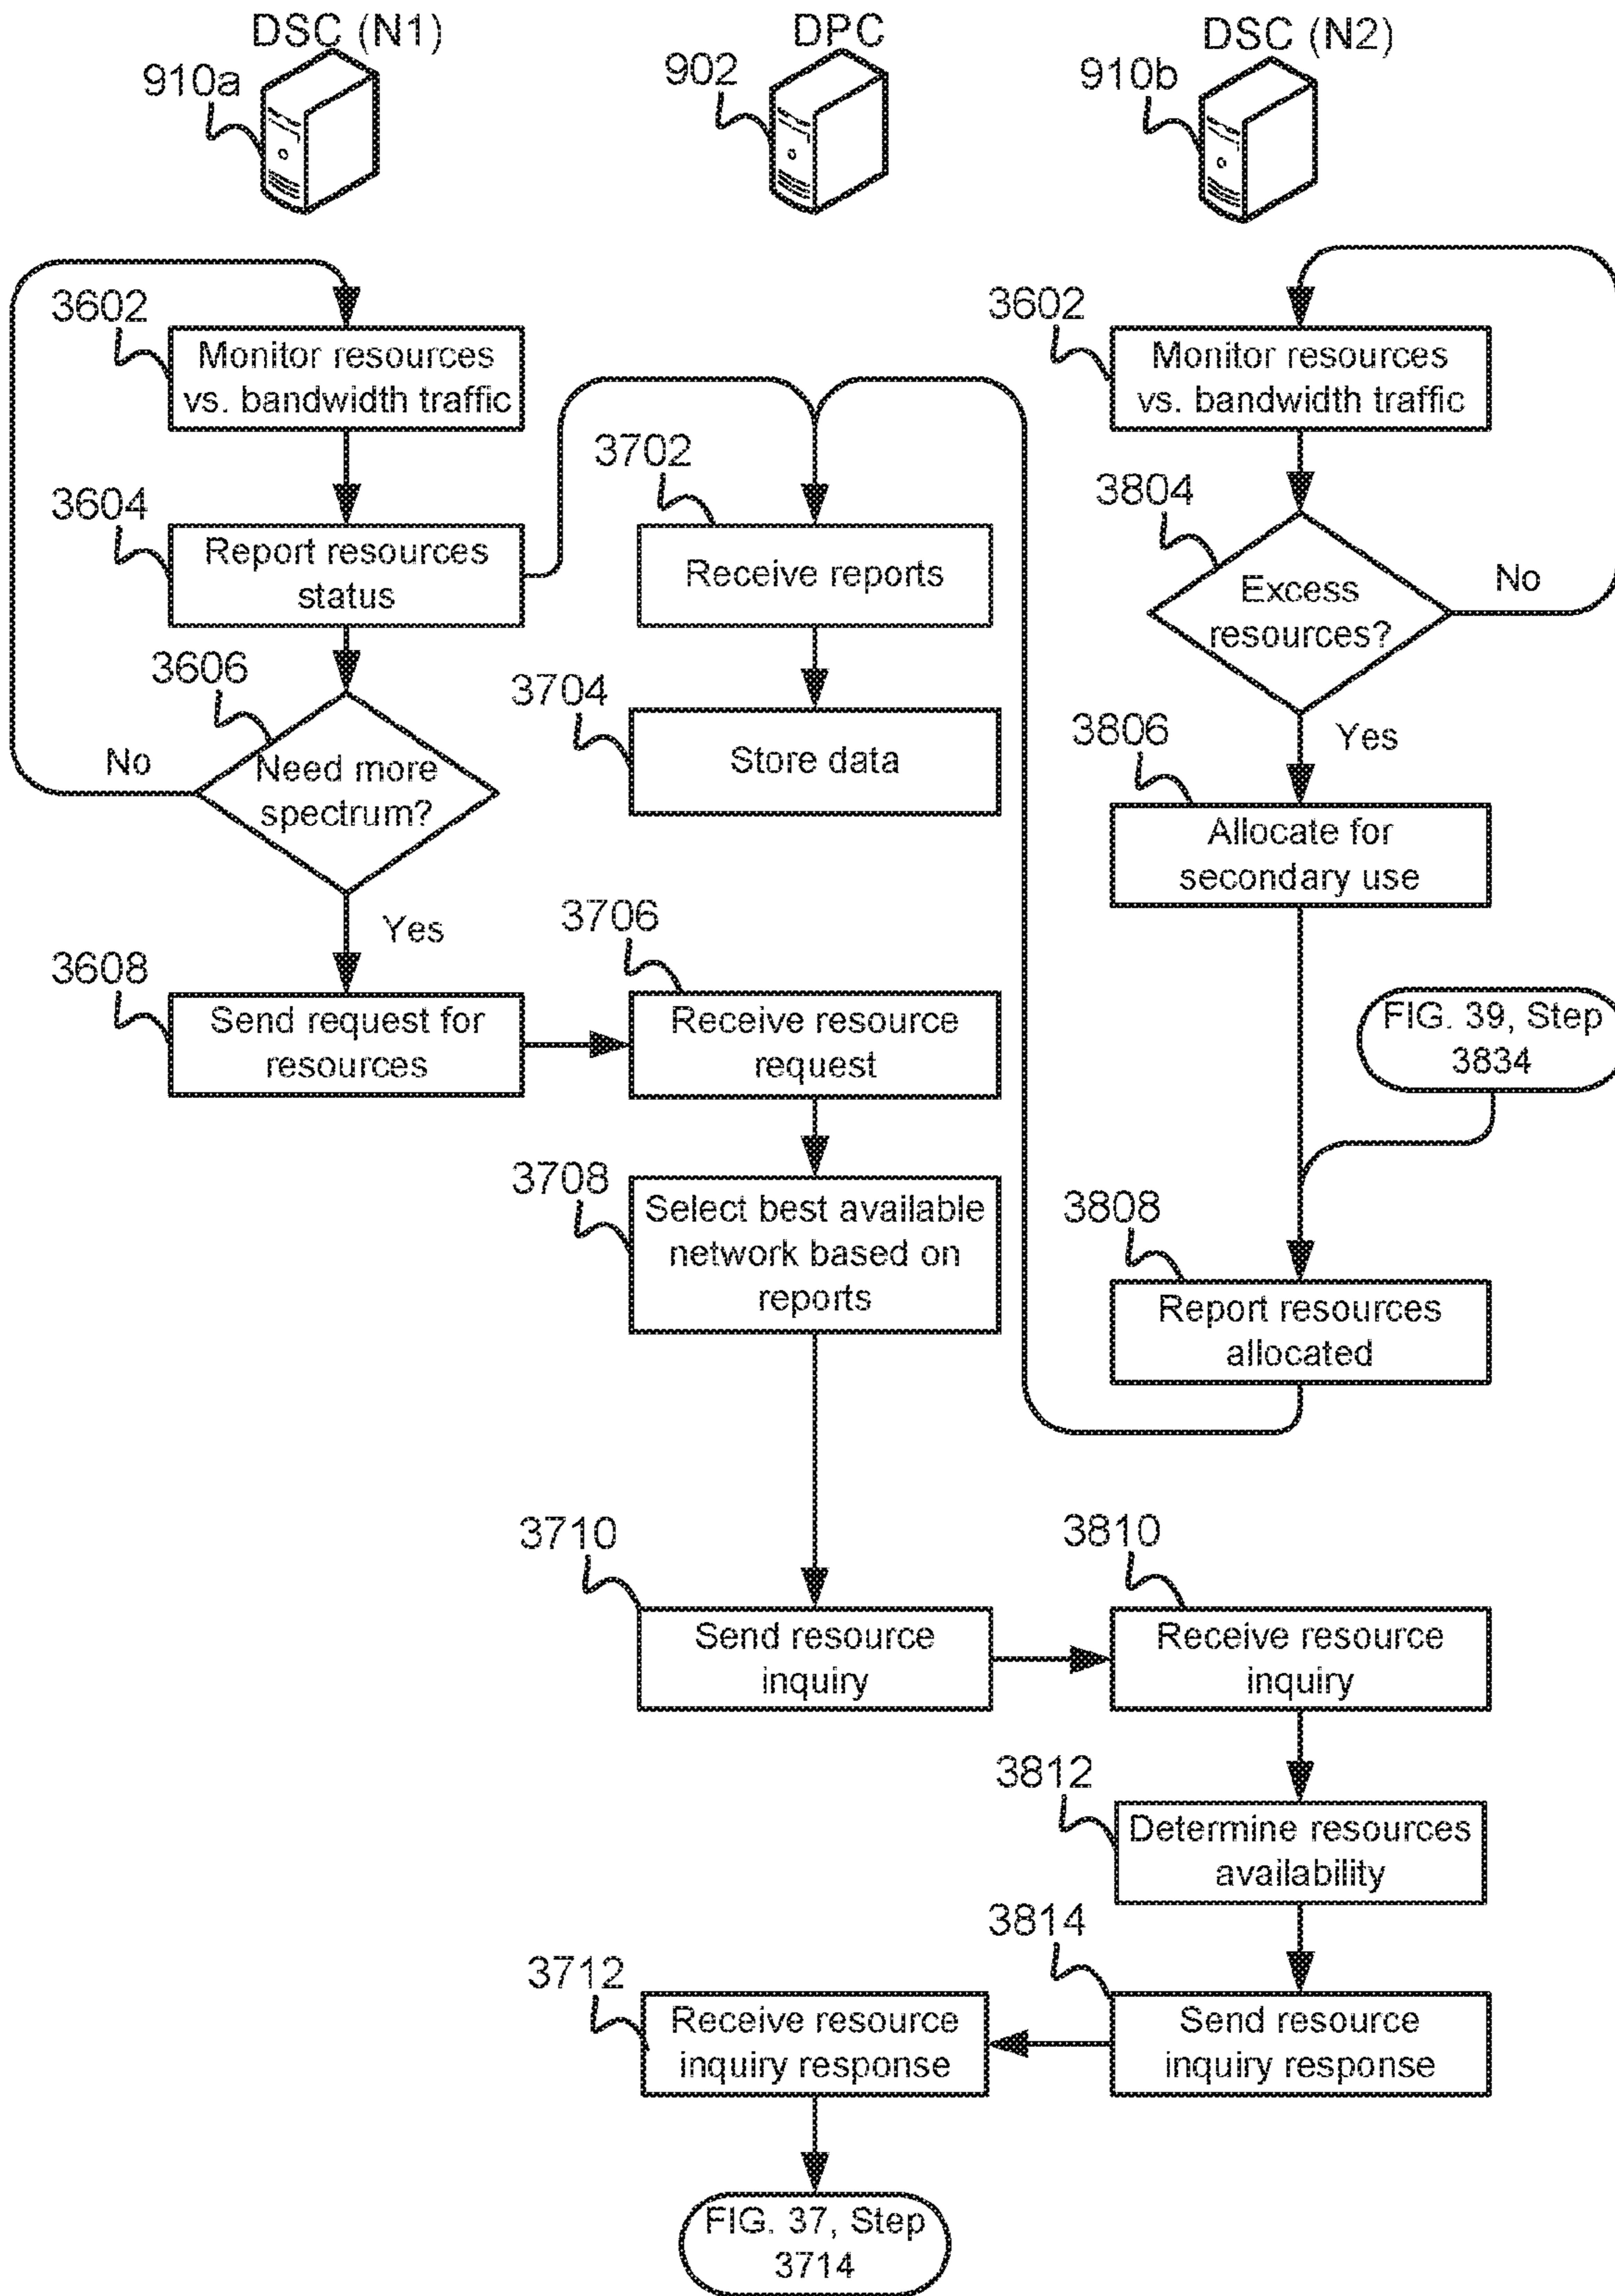 DSC (N1)
DPC
DSC (N2)
910a
902
910b
3602
Monitor resources
vs. bandwidth traffic
3602
Monitor resources
vs. bandwidth traffic
3604
Report resources
status
3702
Receive reports
3804
Excess
resources?
No
Yes
3606
Need more
spectrum?
No
Yes
3704
Store data
3806
Allocate for
secondary use
3608
Send request for
resources
3706
Receive resource
request
FIG. 39, Step
3834
3708
Select best available
network based on
reports
3808
Report resources
allocated
3710
Send resource
inquiry
3810
Receive resource
inquiry
3812
Determine resources
availability
3814
Send resource
inquiry response
3712
Receive resource
inquiry response
FIG. 37, Step
3714